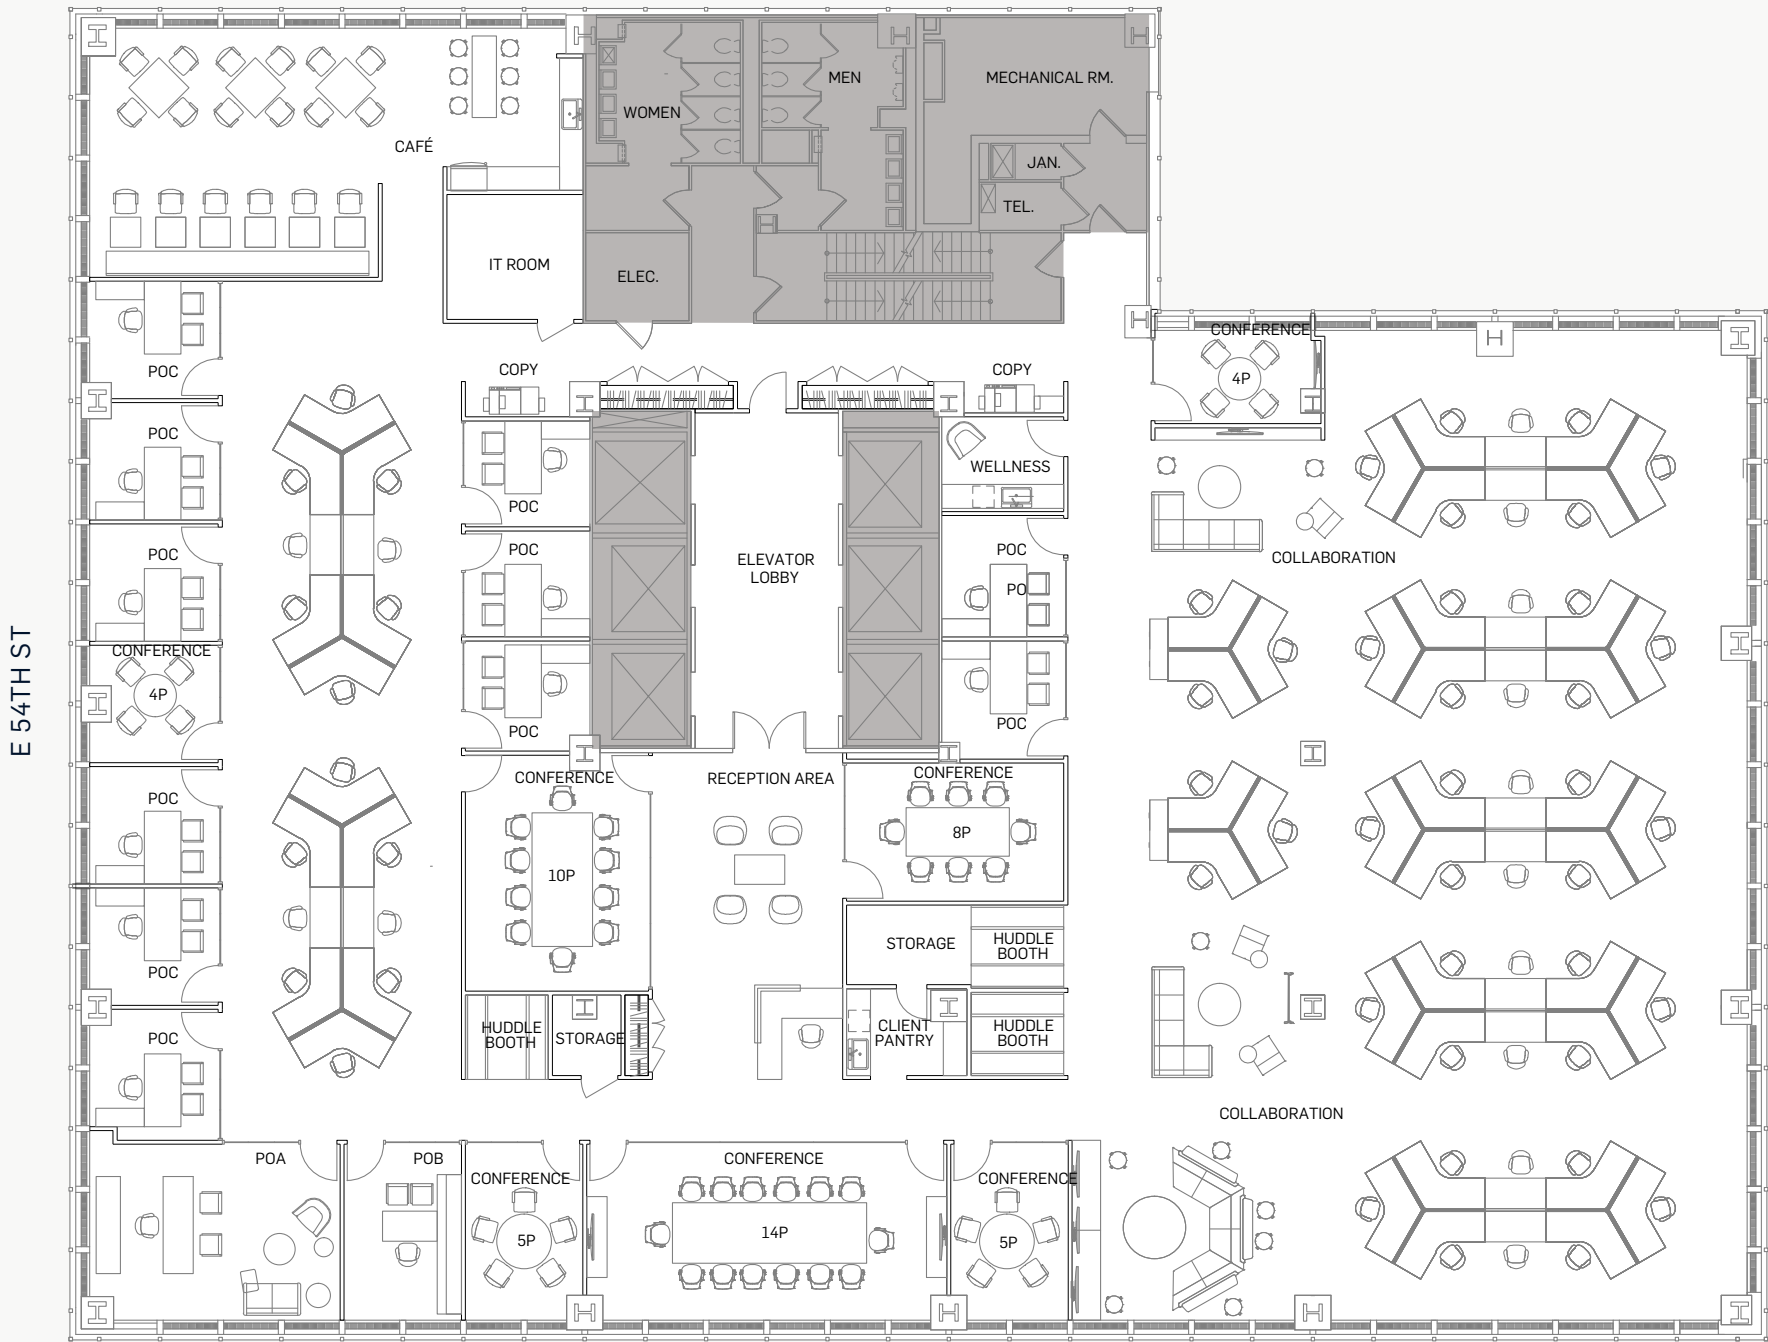 MEN
MECHANICAL RM.
WOMEN
CAFÉ
JAN.
TEL.
IT ROOM
ELEC.
CONFERENCE
4P
COPY
COPY
POC
POC
WELLNESS
POC
POC
POC
POC
PO
ELEVATOR
LOBBY
COLLABORATION
POC
E 54TH ST
CONFERENCE
4P
POC
POC
CONFERENCE
10P
RECEPTION AREA
CONFERENCE
8P
POC
POC
STORAGE
HUDDLE
BOOTH
POC
HUDDLE
BOOTH
STORAGE
CLIENT
PANTRY
HUDDLE
BOOTH
COLLABORATION
POA
POB
CONFERENCE
5P
CONFERENCE
14P
CONFERENCE
5P